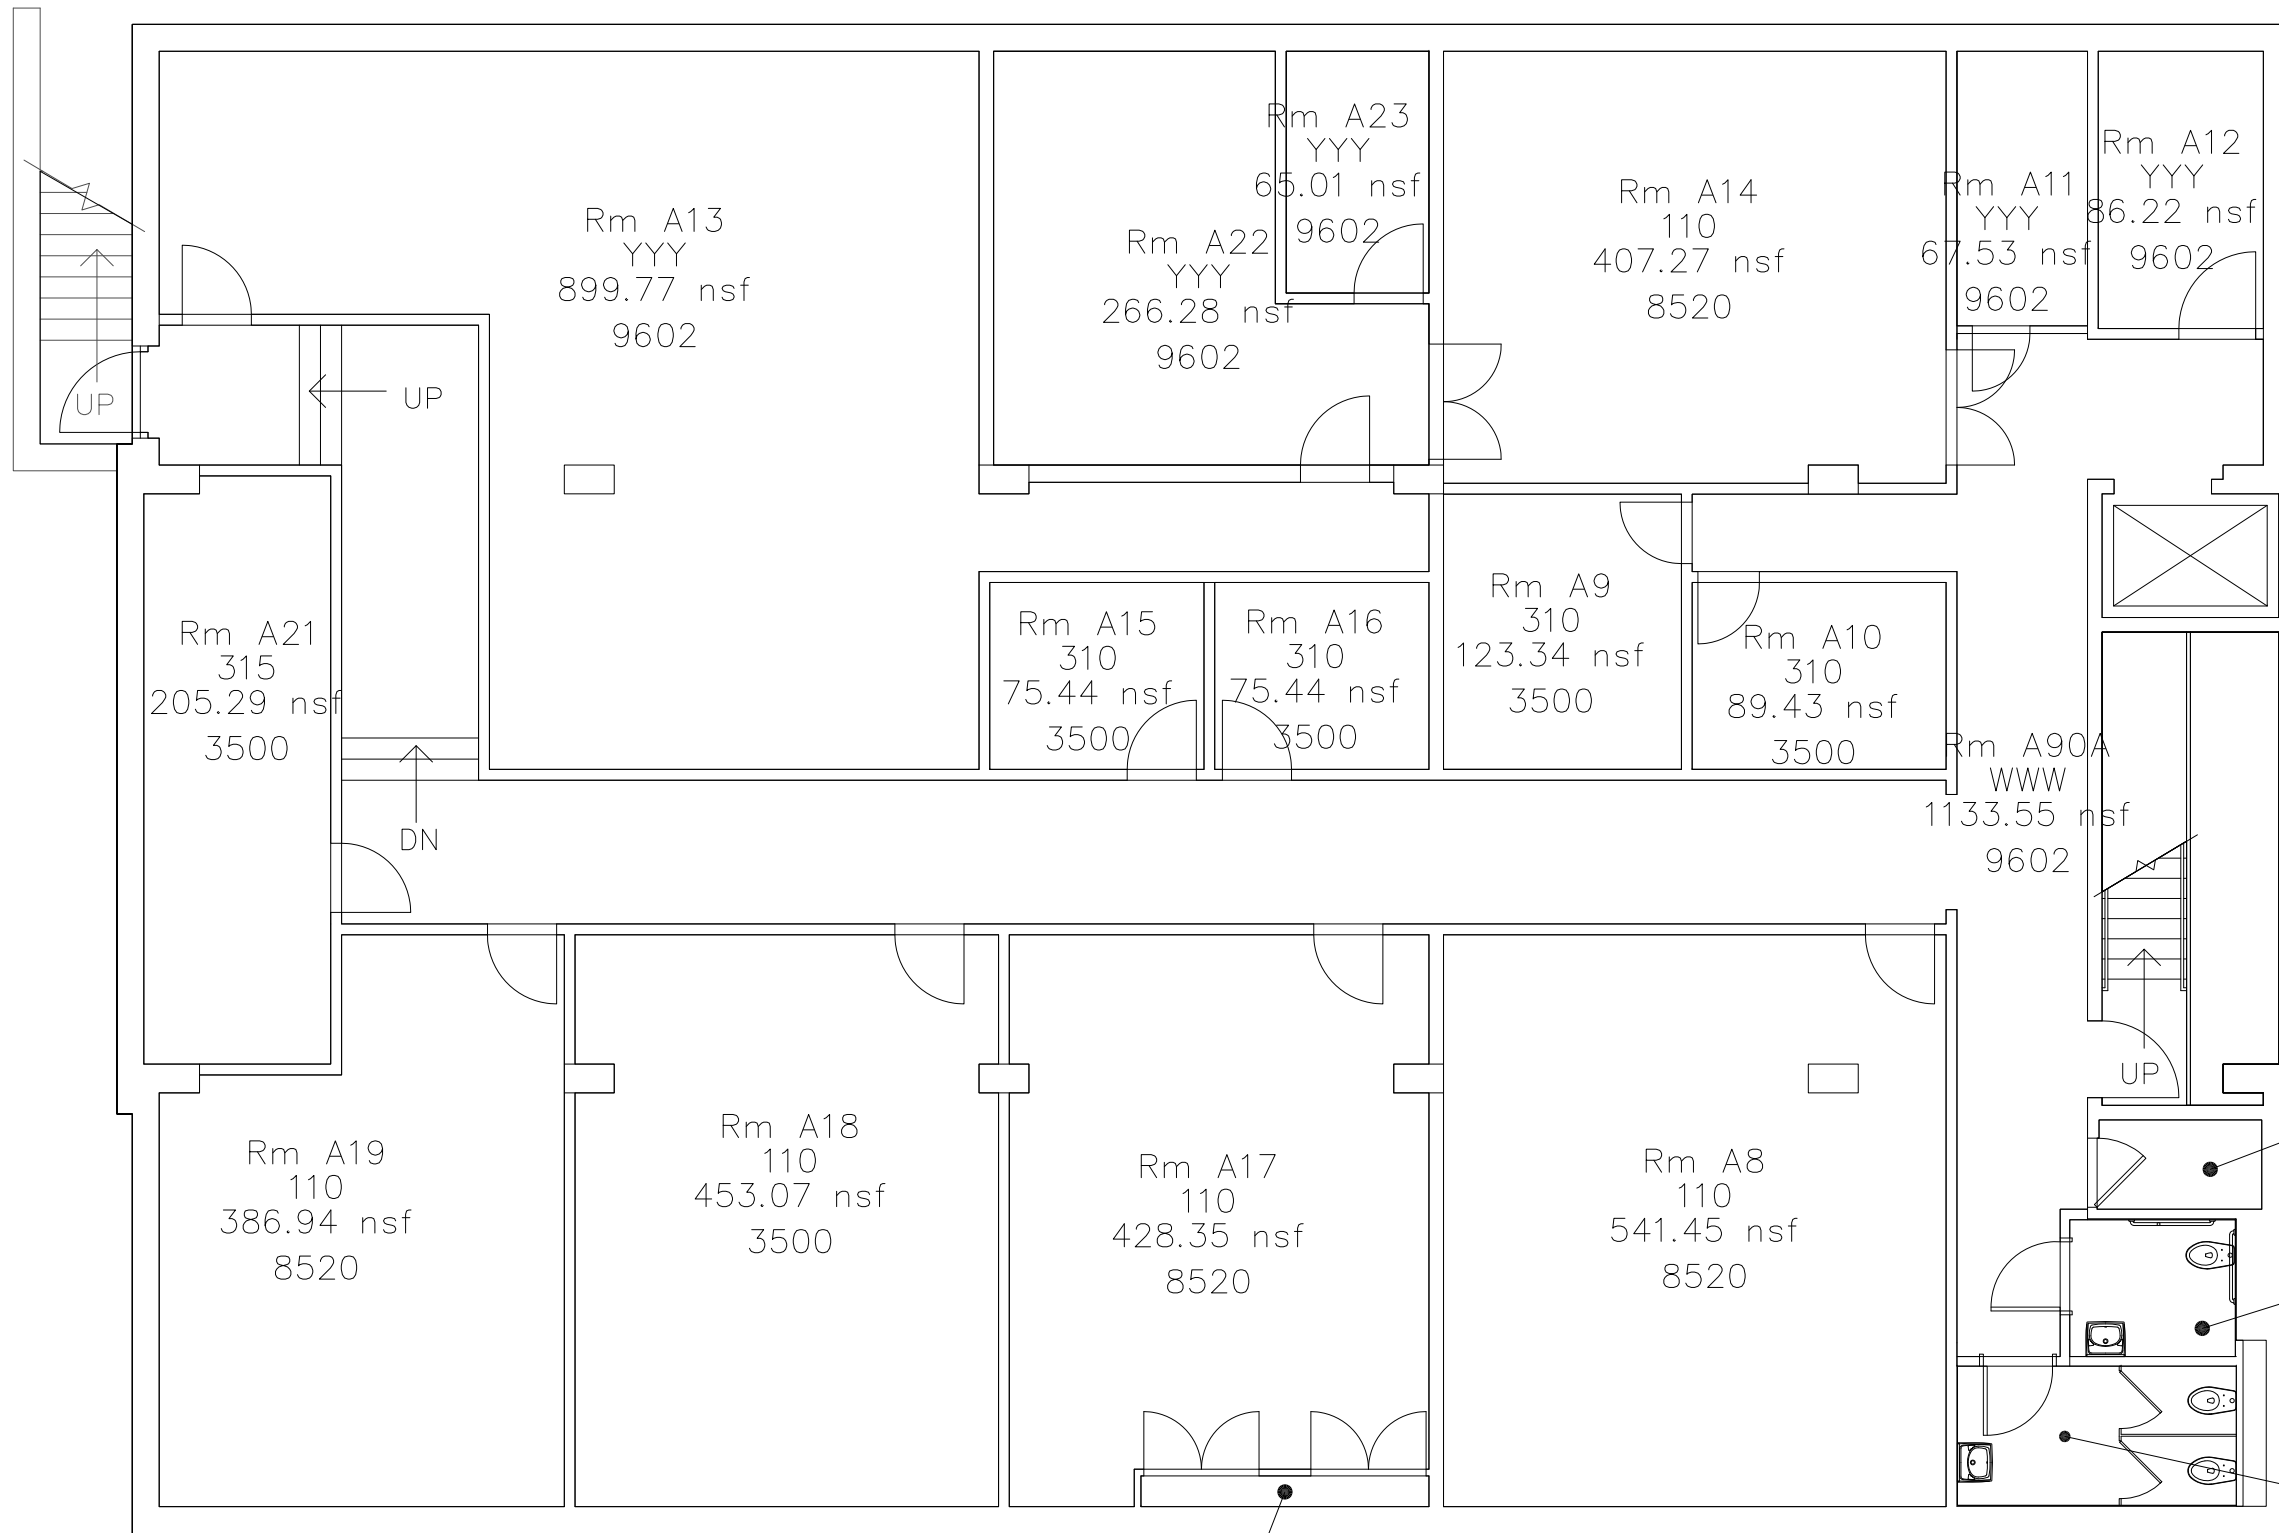 Rm A13
YYY
899.77 nsf
9602
Rm A22
YYY
266.28 nsf
9602
Rm A23
YYY
65.01 nsf
9602
Rm A14
110
407.27 nsf
8520
Rm A11
YYY
67.53 nsf
9602
Rm A12
YYY
86.22 nsf
9602
UP
UP
Rm A21
315
205.29 nsf
3500
DN
Rm A15
310
75.44 nsf
3500
Rm A16
310
75.44 nsf
3500
Rm A9
310
123.34 nsf
3500
Rm A10
310
89.43 nsf
3500
Rm A90A
WWW
1133.55 nsf
9602
UP
Rm A19
110
386.94 nsf
8520
Rm A18
110
453.07 nsf
3500
Rm A17
110
428.35 nsf
8520
Rm A8
110
541.45 nsf
8520